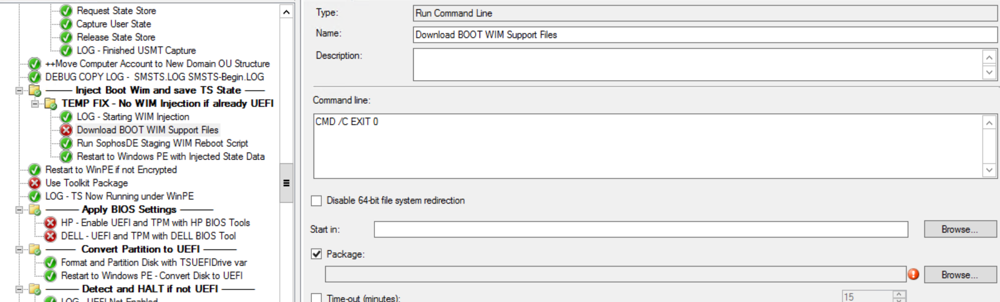 Request State Store
Capture User State
Release State Store
LOG - Finished USMT Capture
++Move Computer Account to New Domain OU Structure
DEBUG COPY LOG - SMSTS.LOG SMSTS-Begin.LOG
Inject Boot Wim and save TS State
TEMP FIX - No WIM Injection if already UEFI
LOG - Starting WIM Injection
Download BOOT WIM Support Files
Run SophosDE Staging WIM Reboot Script
Restart to Windows PE with Injected State Data
Restart to WinPE if not Encrypted
Use Toolkit Package
LOG - TS Now Running under WinPE
Apply BIOS Settings
HP - Enable UEFI and TPM with HP BIOS Tools
DELL - UEFI and TPM with DELL BIOS Tool
Convert Partition to UEFI
Format and Partition Disk with TSUEFIDrive var
Restart to Windows PE - Convert Disk to UEFI
Detect and HALT if not UEFI
LOG - UEFI Not Enabled
Type: Run Command Line
Name: Download BOOT WIM Support Files
Description:
Command line:
CMD /C EXIT 0
Disable 64-bit file system redirection
Start in: Browse...
Package:
Browse...
Time-out (minutes): 15